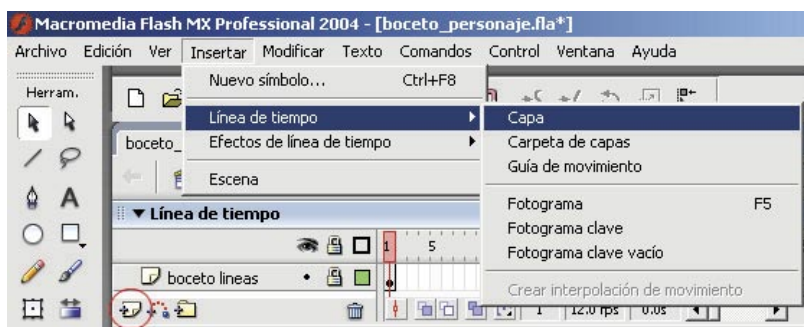 Macromedia Flash MX Professional 2004 - [boceto_personaje.fla*]
Archivo Edición Ver Insertar Modificar Texto Comandos Control Ventana Ayuda
Herram.
Nuevo símbolo... Ctrl+F8
Línea de tiempo
Efectos de línea de tiempo
Escena
Capa
Carpeta de capas
Guía de movimiento
Fotograma F5
Fotograma clave
Fotograma clave vacío
Crear interpolación de movimiento
boceto_
Línea de tiempo
1 5
boceto lineas
1 12.0 fps 0.0s